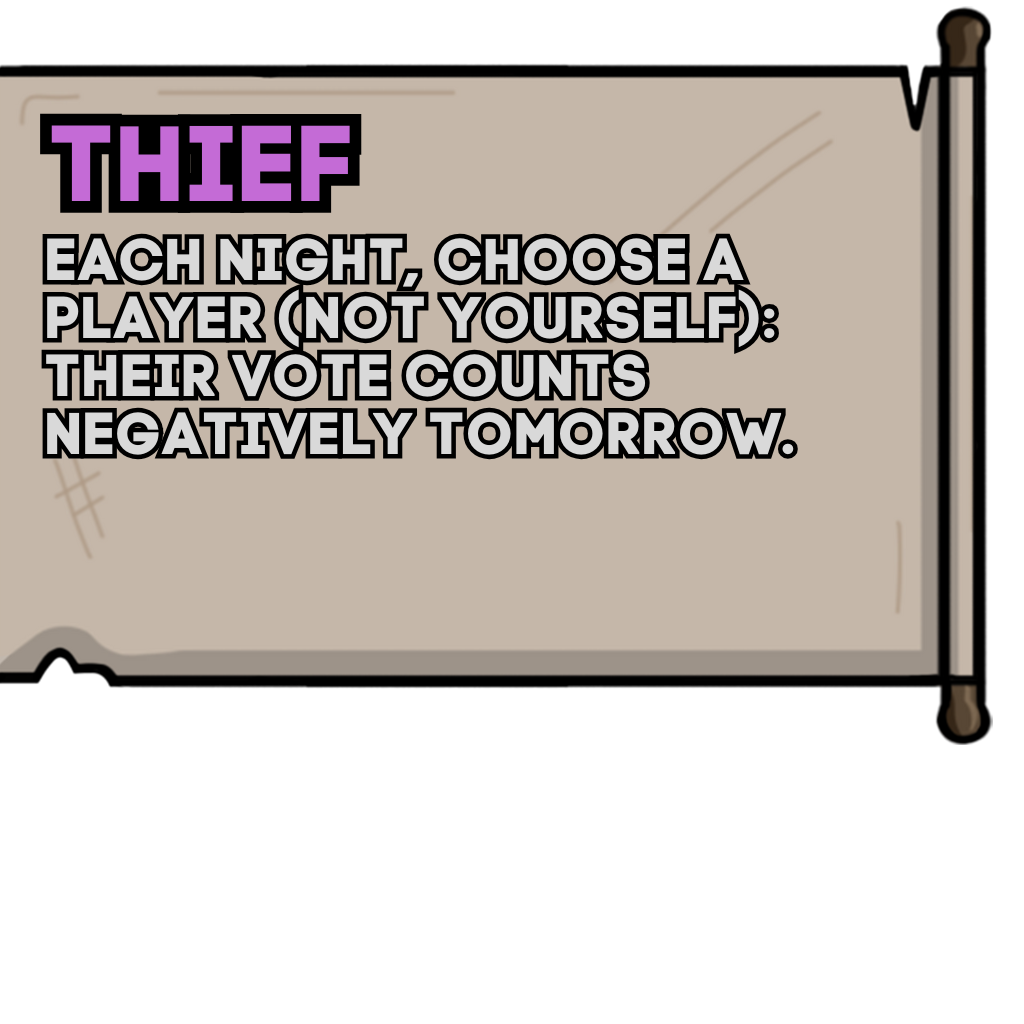 THIEF
EACH NIGHT, CHOOSE A
PLAYER (NOT YOURSELF):
THEIR VOTE COUNTS
NEGATIVELY TOMORROW.